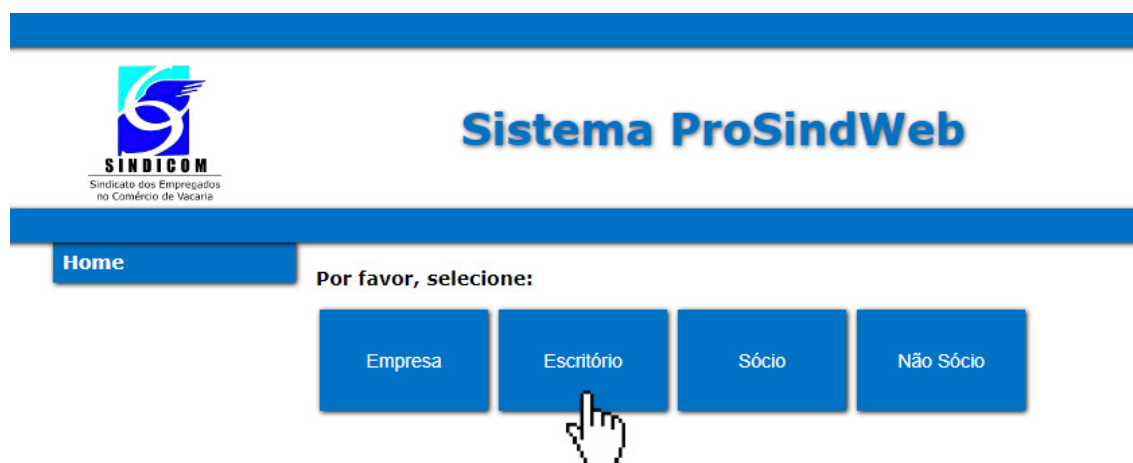 Sistema ProSindWeb
SINDICOM
Sindicato dos Empregados
no Comércio de Vacaria
Home
Por favor, selecione:
Empresa
Escritório
Sócio
Não Sócio